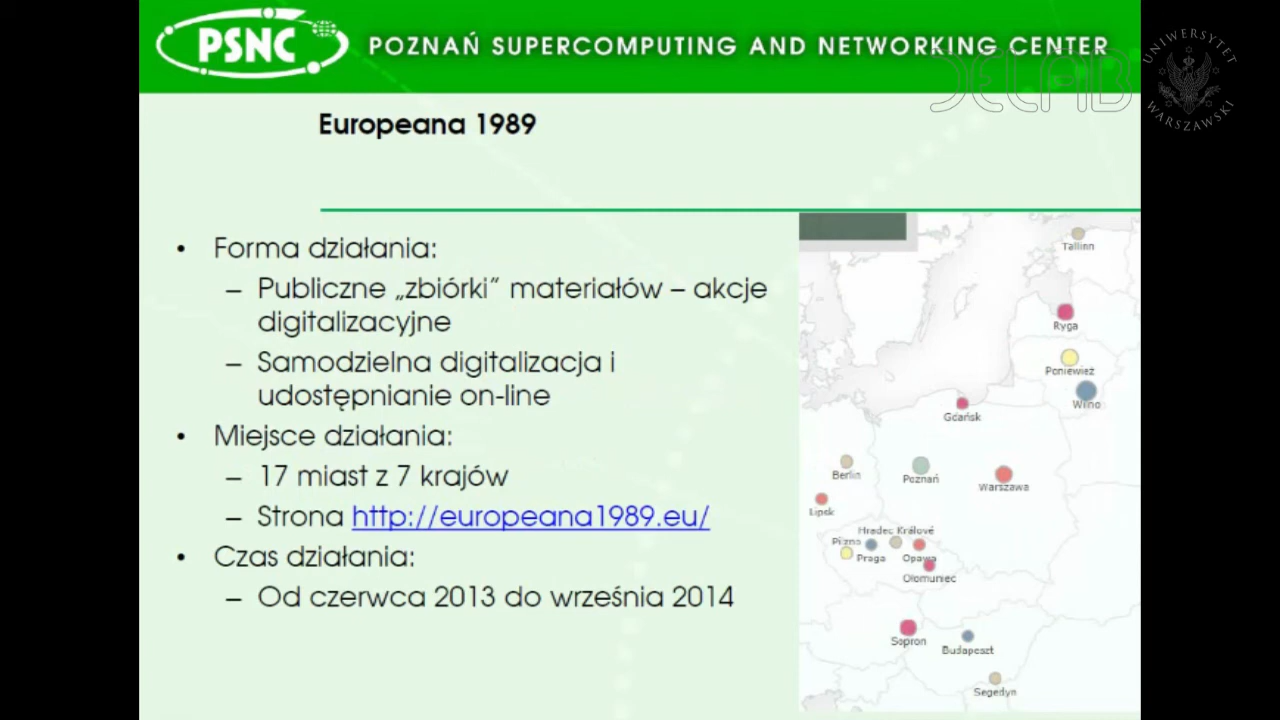 PSNC
POZNAŃ SUPERCOMPUTING AND NETWORKING CENTER
DELAB
UNIWERSYTET
WARSZAWSKI
Europeana 1989
• Forma działania:
– Publiczne „zbiórki” materiałów – akcje
digitalizacyjne
– Samodzielna digitalizacja i
udostępnianie on-line
• Miejsce działania:
– 17 miast z 7 krajów
– Strona http://europeana1989.eu/
• Czas działania:
– Od czerwca 2013 do września 2014
Tallinn
Ryga
Poniewież
Wilno
Gdańsk
Berlin
Poznań
Warszawa
Lipsk
Hradec Králové
Pilzno
Praga
Opawa
Ołomuniec
Sopron
Budapeszt
Segedyn